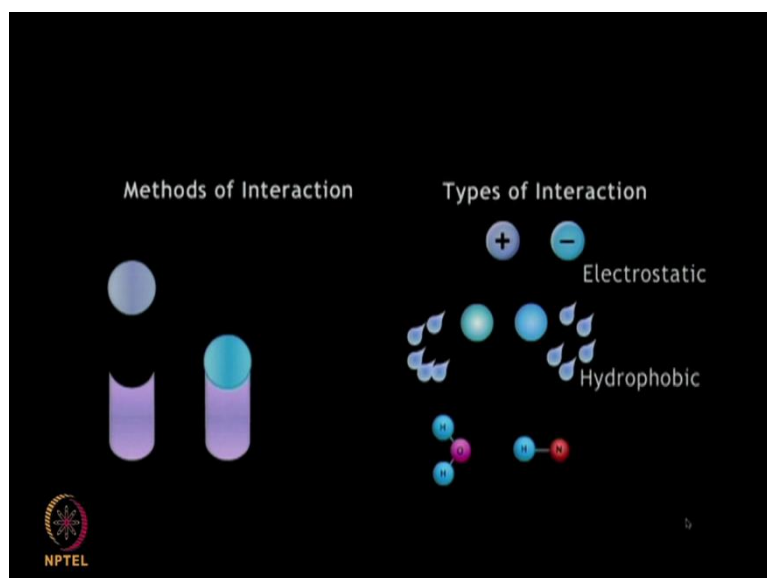 Methods of Interaction
Types of Interaction
+ −
Electrostatic
Hydrophobic
H
O
H
H N
NPTEL